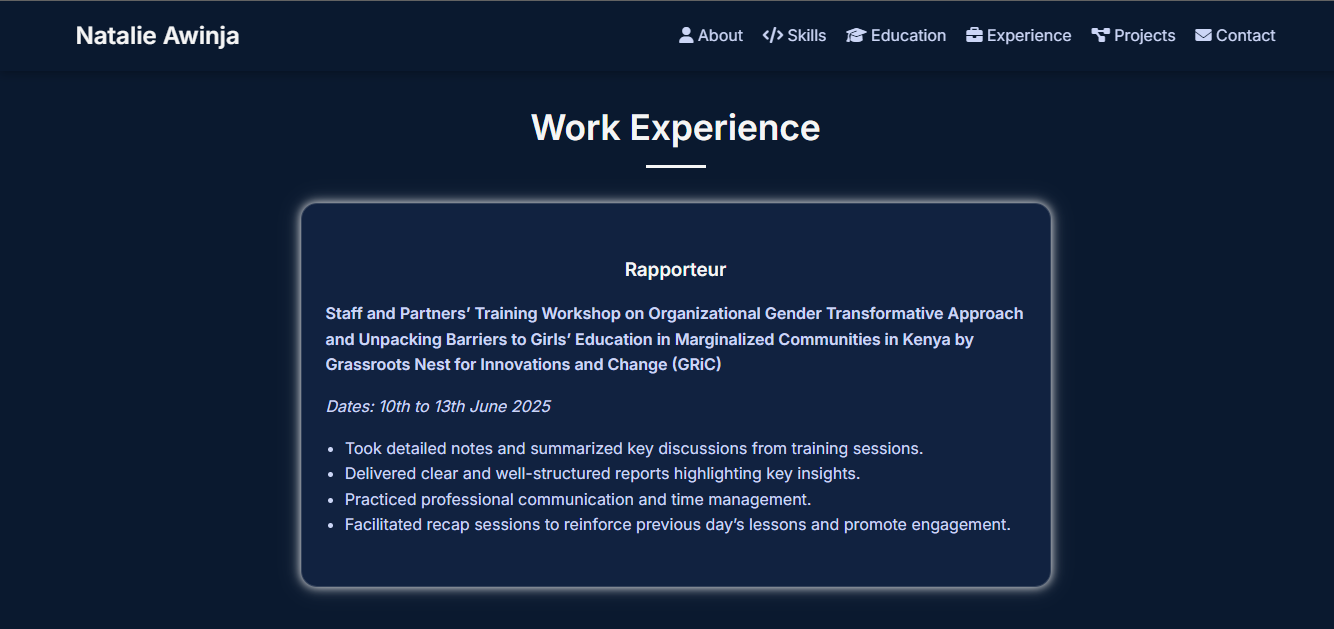 Natalie Awinja
About Skills Education Experience Projects Contact
Work Experience
Rapporteur
Staff and Partners’ Training Workshop on Organizational Gender Transformative Approach
and Unpacking Barriers to Girls’ Education in Marginalized Communities in Kenya by
Grassroots Nest for Innovations and Change (GRiC)
Dates: 10th to 13th June 2025
• Took detailed notes and summarized key discussions from training sessions.
• Delivered clear and well-structured reports highlighting key insights.
• Practiced professional communication and time management.
• Facilitated recap sessions to reinforce previous day’s lessons and promote engagement.